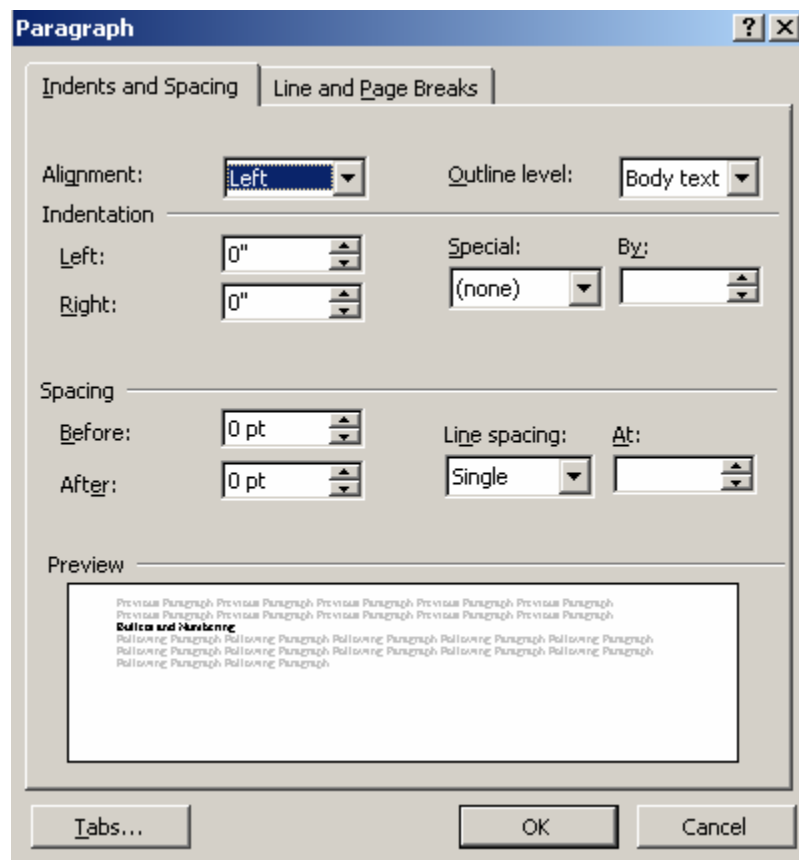 Paragraph
Indents and Spacing
Line and Page Breaks
Alignment:
Left
Outline level:
Body text
Indentation
Left:
0"
Special:
By:
Right:
0"
(none)
Spacing
Before:
0 pt
Line spacing:
At:
After:
0 pt
Single
Preview
Previous Paragraph Previous Paragraph Previous Paragraph Previous Paragraph Previous Paragraph
Previous Paragraph Previous Paragraph Previous Paragraph Previous Paragraph Previous Paragraph
Bullets and Numbering
Following Paragraph Following Paragraph Following Paragraph Following Paragraph Following Paragraph
Following Paragraph Following Paragraph Following Paragraph Following Paragraph Following Paragraph
Following Paragraph Following Paragraph
Tabs...
OK
Cancel